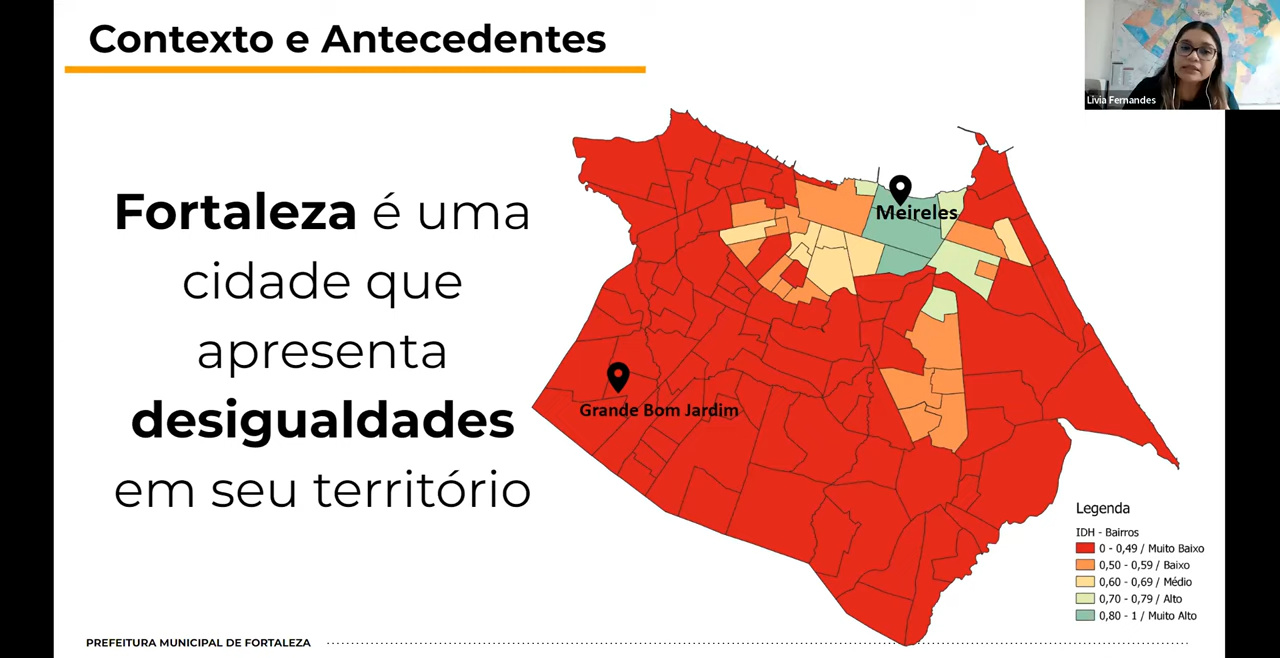 Contexto e Antecedentes
Livia Fernandes
Fortaleza é uma
cidade que
apresenta
desigualdades
em seu território
Meireles
Grande Bom Jardim
Legenda
IDH - Bairros
0 - 0,49 / Muito Baixo
0,50 - 0,59 / Baixo
0,60 - 0,69 / Médio
0,70 - 0,79 / Alto
0,80 - 1 / Muito Alto
PREFEITURA MUNICIPAL DE FORTALEZA